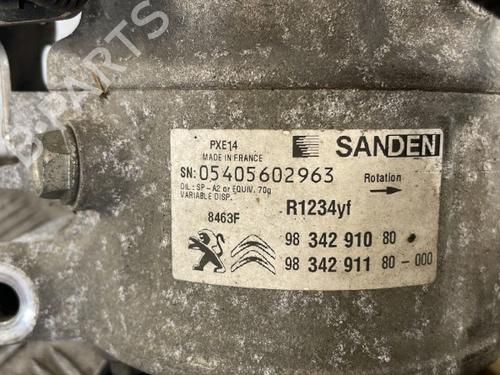 B-PARTS
PXE14
MADE IN FRANCE
SANDEN
SN: 05405602963
OIL : SP - A2 or EQUIV. 70g
VARIABLE DISP.
Rotation
8463F
R1234yf
98 342 910 80
98 342 911 80 - 000